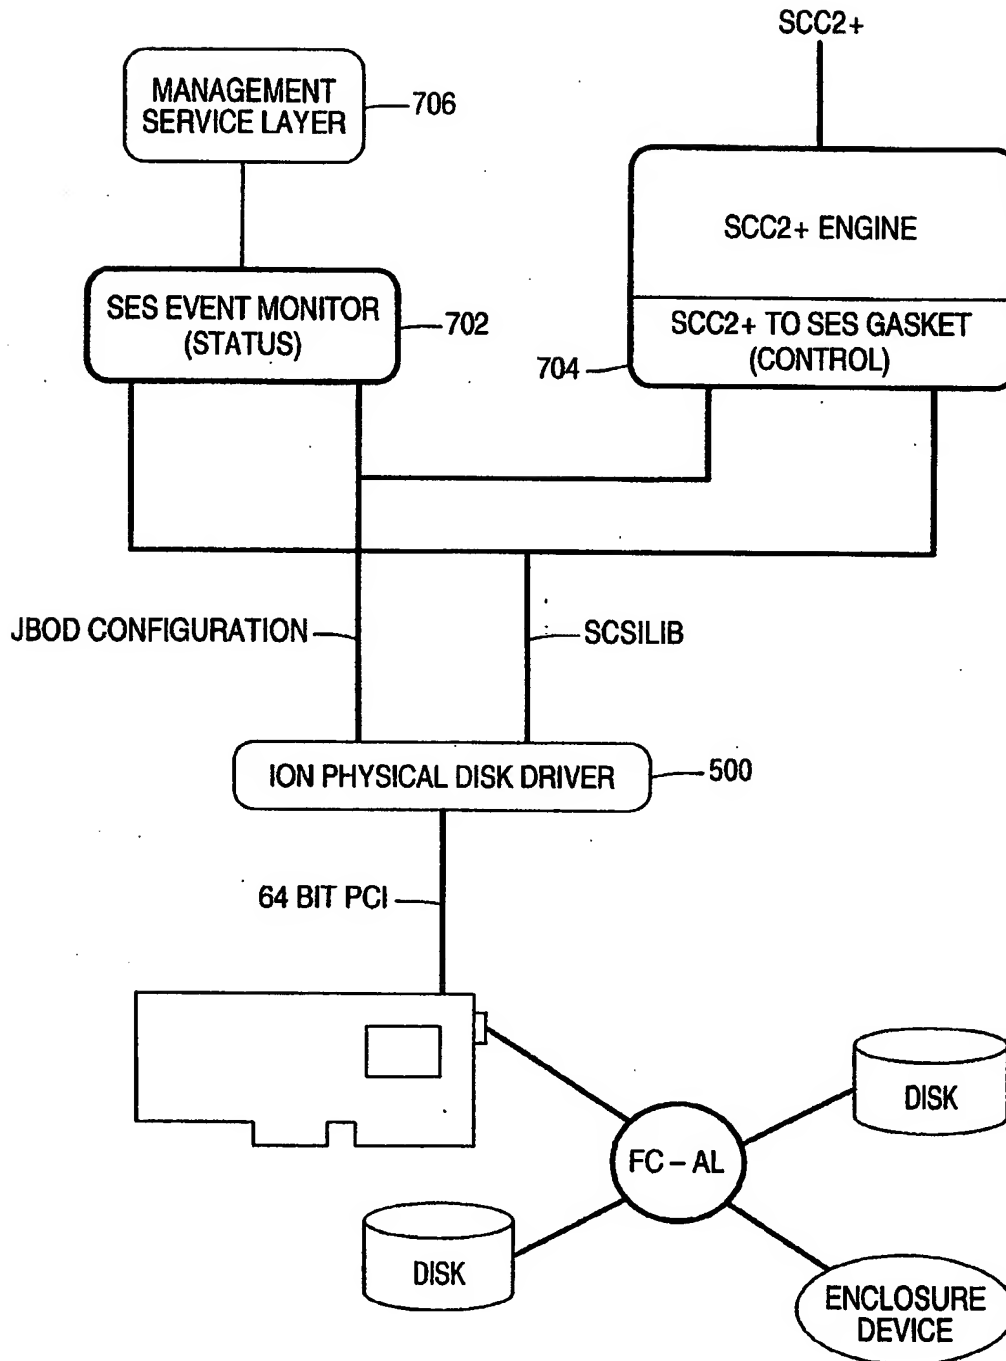 SCC2+
MANAGEMENT
SERVICE LAYER
706
SCC2+ ENGINE
SES EVENT MONITOR
(STATUS)
702
SCC2+ TO SES GASKET
(CONTROL)
704
JBOD CONFIGURATION
SCSILIB
ION PHYSICAL DISK DRIVER
500
64 BIT PCI
DISK
FC – AL
DISK
ENCLOSURE
DEVICE